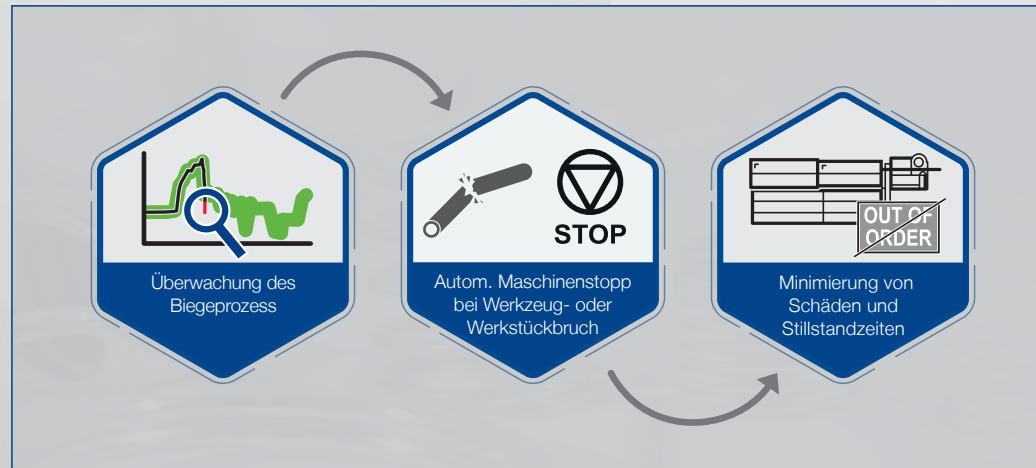 Überwachung des
Biegeprozess
STOP
Autom. Maschinenstopp
bei Werkzeug- oder
Werkstückbruch
OUT OF
ORDER
Minimierung von
Schäden und
Stillstandzeiten